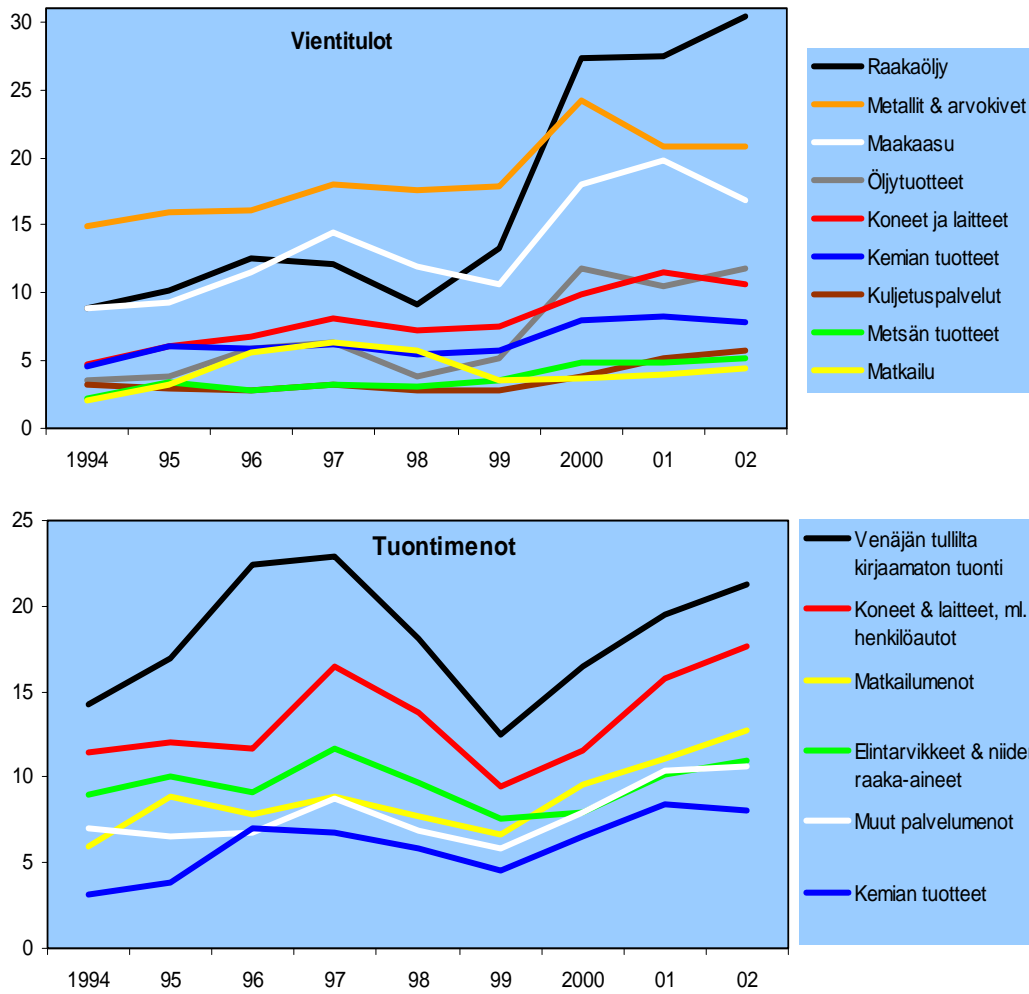 Vientitulot
30
25
20
15
10
5
0
1994 95 96 97 98 99 2000 01 02
Raakaöljy
Metallit & arvokivet
Maakaasu
Öljytuotteet
Koneet ja laitteet
Kemian tuotteet
Kuljetuspalvelut
Metsän tuotteet
Matkailu
Tuontimenot
25
20
15
10
5
0
1994 95 96 97 98 99 2000 01 02
Venäjän tullilta
kirjaamaton tuonti
Koneet & laitteet, ml.
henkilöautot
Matkailumenot
Elintarvikkeet & niide
raaka-aineet
Muut palvelumenot
Kemian tuotteet